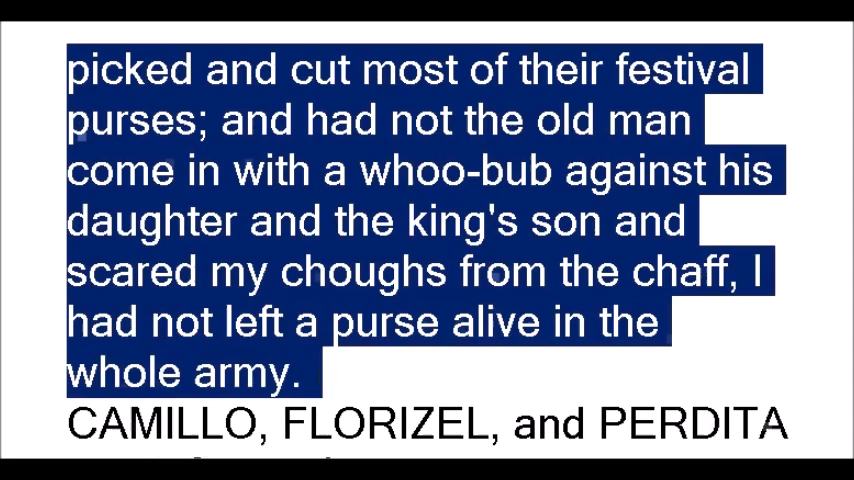 picked and cut most of their festival
purses; and had not the old man
come in with a whoo-bub against his
daughter and the king's son and
scared my choughs from the chaff, I
had not left a purse alive in the
whole army.
CAMILLO, FLORIZEL, and PERDITA